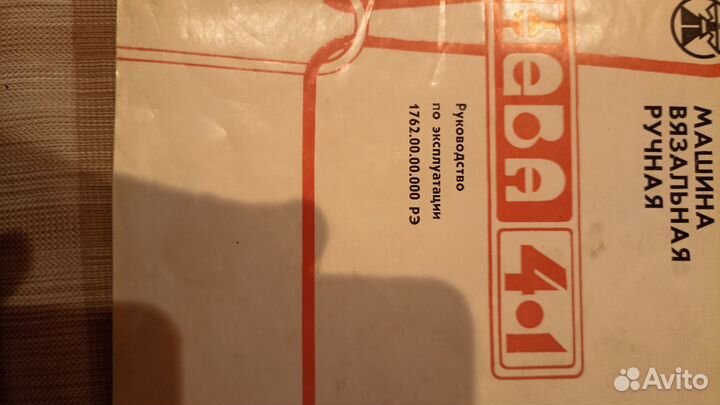 МАШИНА
ВЯЗАЛЬНАЯ
РУЧНАЯ
НЕВА 4•1
Руководство
по эксплуатации
1762.00.00.000 РЭ
Avito